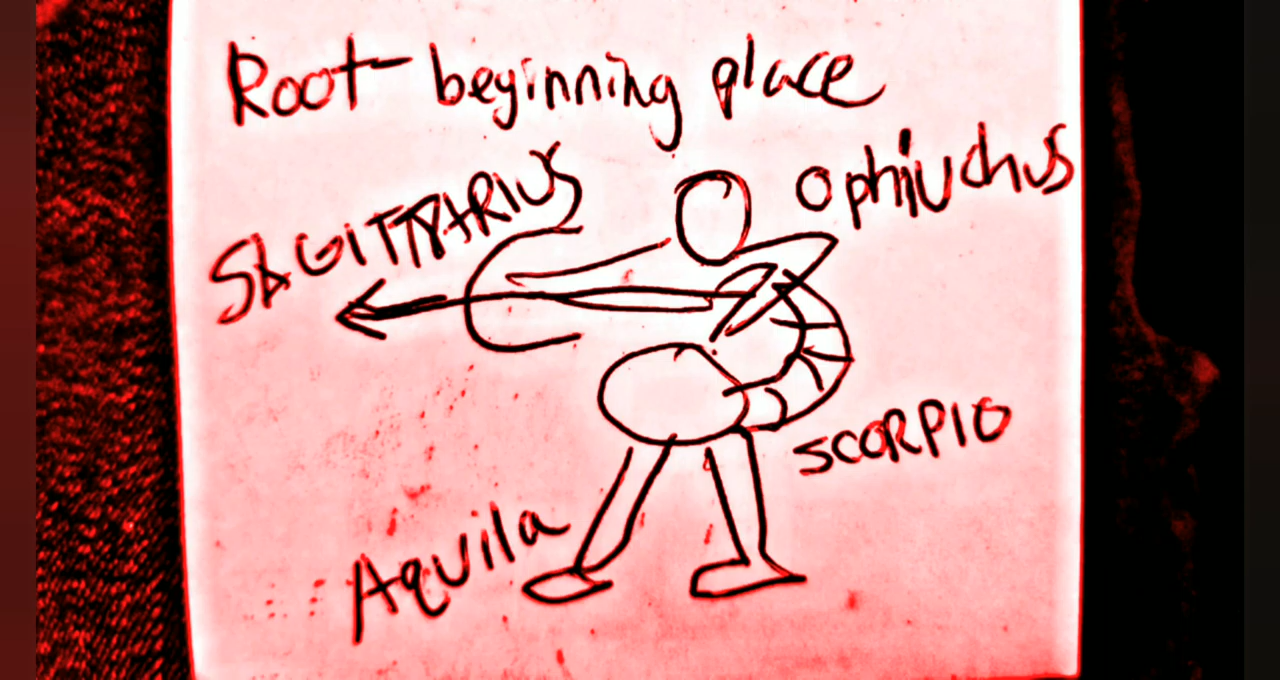 Root- beginning place
SAGITTARIUS
Ophiuchus
SCORPIO
Aquila